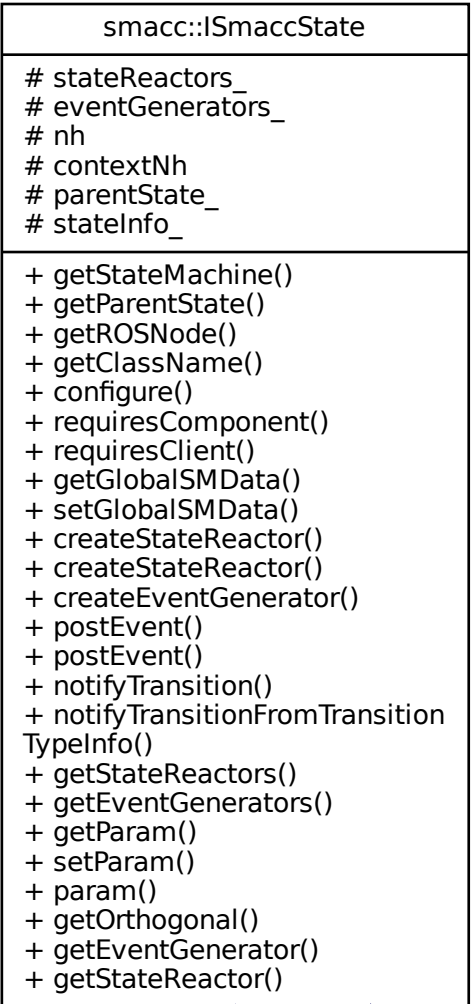 smacc::ISmaccState
# stateReactors_
# eventGenerators_
# nh
# contextNh
# parentState_
# stateInfo_
+ getStateMachine()
+ getParentState()
+ getROSNode()
+ getClassName()
+ configure()
+ requiresComponent()
+ requiresClient()
+ getGlobalSMData()
+ setGlobalSMData()
+ createStateReactor()
+ createStateReactor()
+ createEventGenerator()
+ postEvent()
+ postEvent()
+ notifyTransition()
+ notifyTransitionFromTransition
TypeInfo()
+ getStateReactors()
+ getEventGenerators()
+ getParam()
+ setParam()
+ param()
+ getOrthogonal()
+ getEventGenerator()
+ getStateReactor()